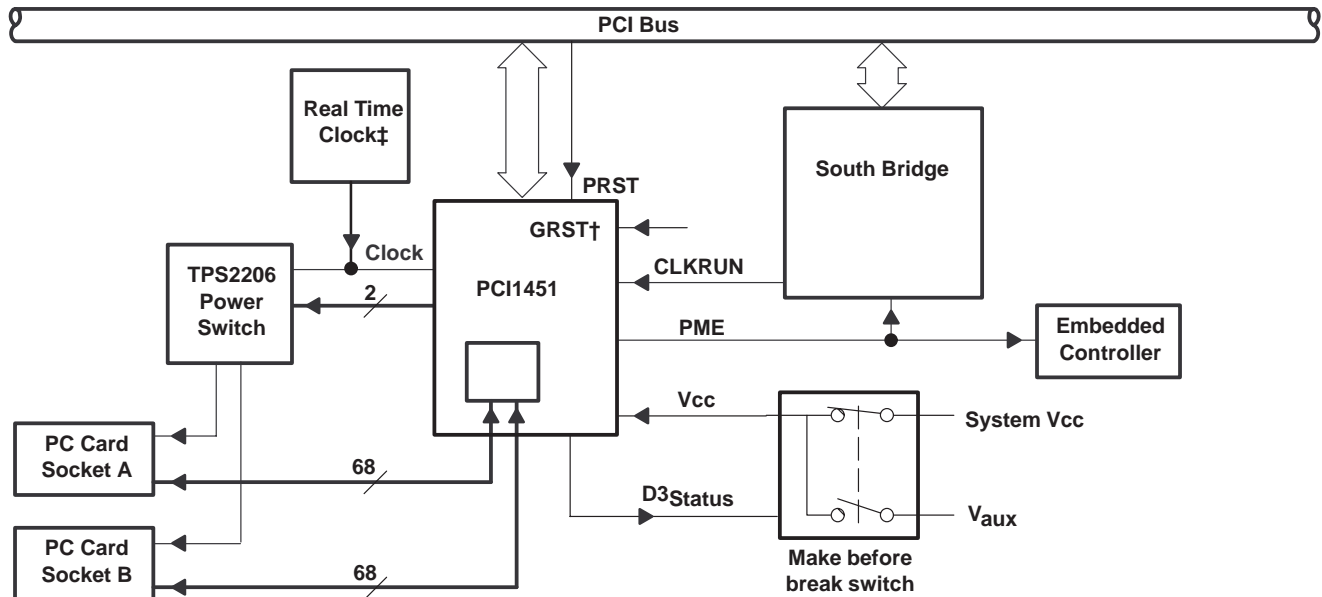 PCI Bus
Real Time
Clock‡
PRST
South Bridge
GRST†
Clock
CLKRUN
TPS2206
Power
Switch
2
PCI1451
PME
Embedded
Controller
Vcc
System Vcc
PC Card
Socket A
68
D3Status
Vaux
PC Card
Socket B
68
Make before
break switch